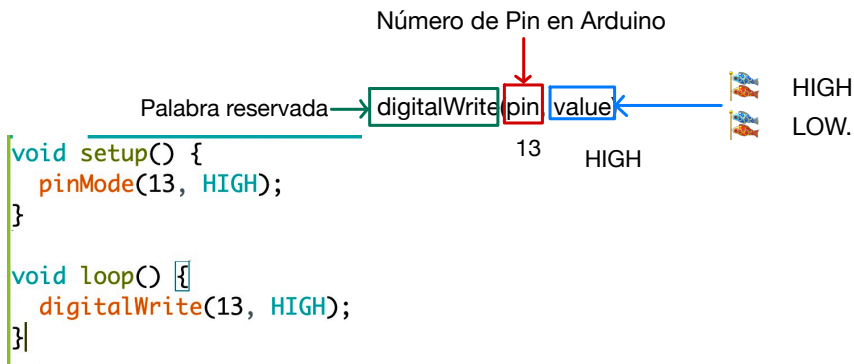 Número de Pin en Arduino
Palabra reservada digitalWrite(pin, value) HIGH
LOW.
13 HIGH
void setup() {
pinMode(13, HIGH);
}
void loop() {
digitalWrite(13, HIGH);
}